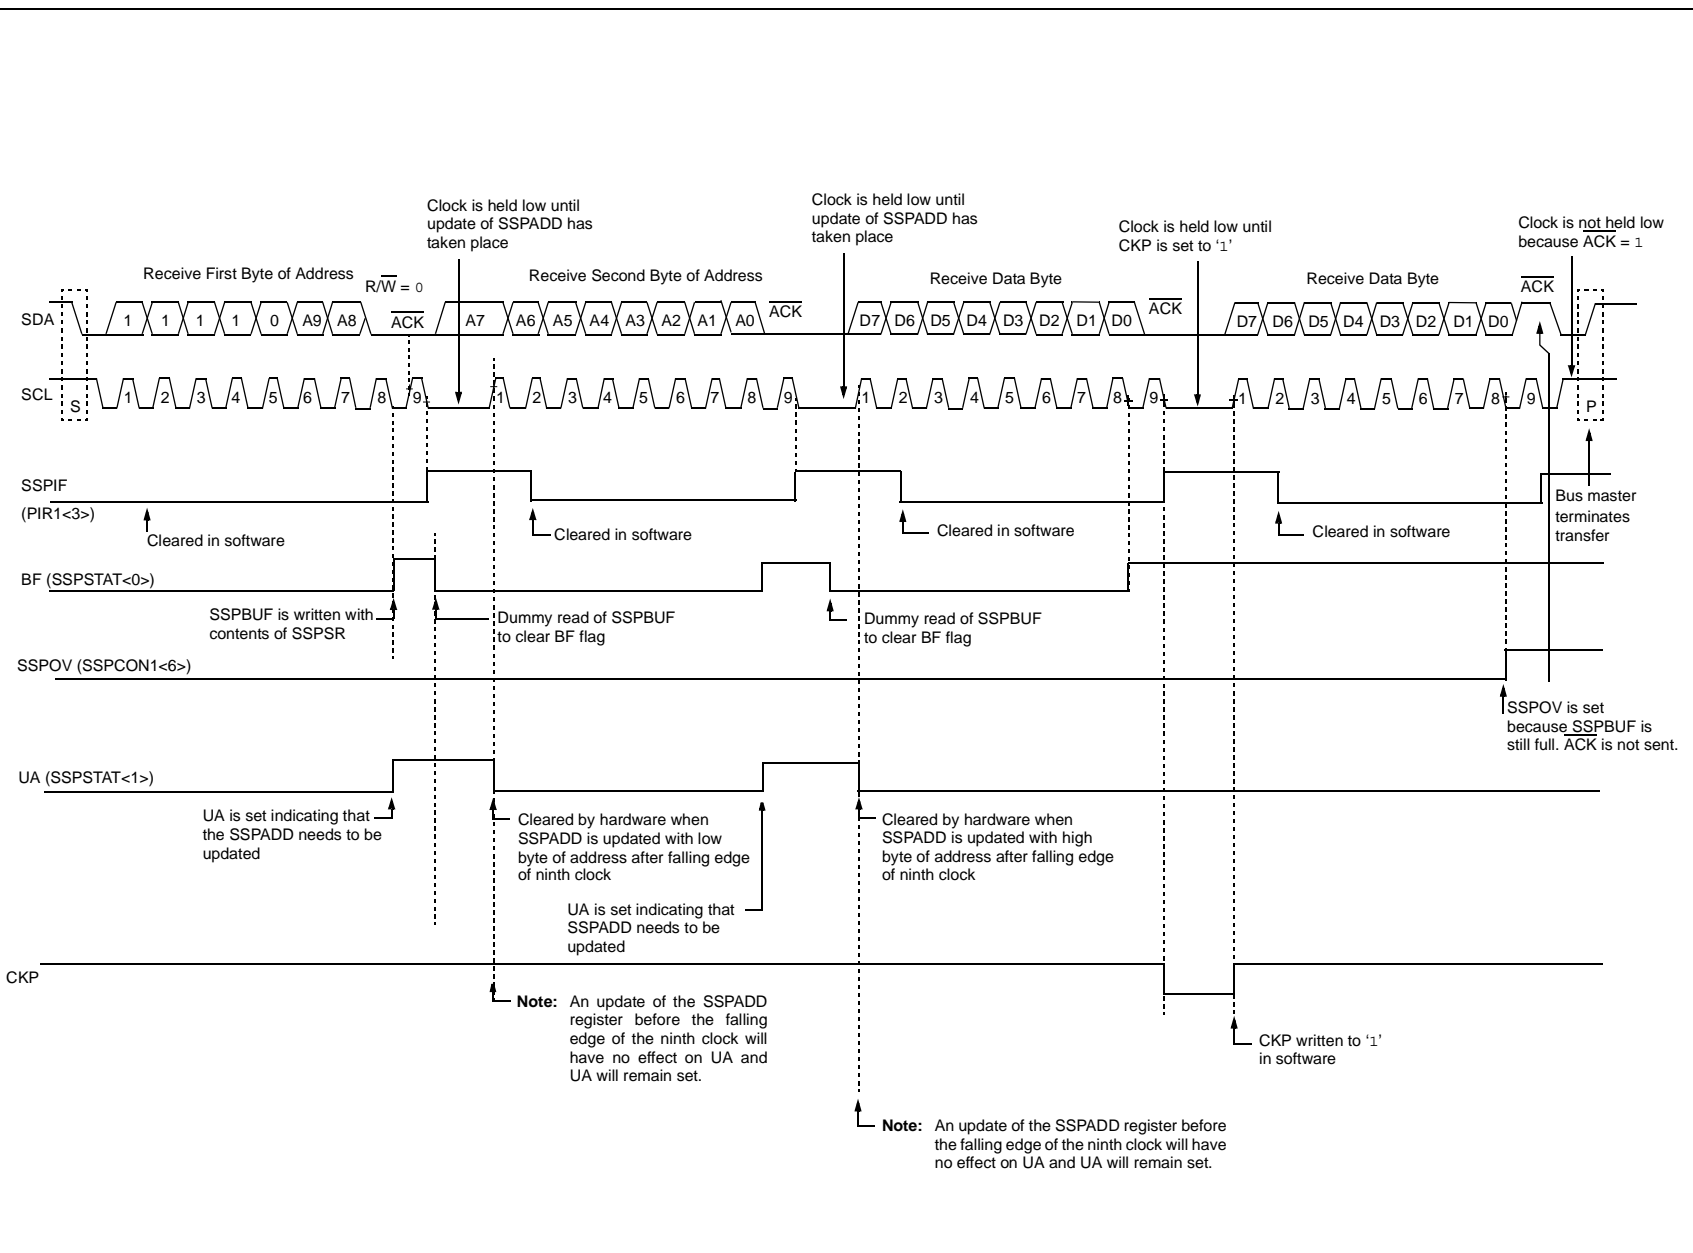 Clock is held low until
update of SSPADD has
taken place
Clock is held low until
update of SSPADD has
taken place
Clock is held low until
CKP is set to ‘1’
Clock is not held low
because ACK = 1
Receive First Byte of Address
R/W = 0
Receive Second Byte of Address
Receive Data Byte
Receive Data Byte
ACK
SDA
1 1 1 1 0 A9 A8
ACK
A7 A6 A5 A4 A3 A2 A1 A0
ACK
D7 D6 D5 D4 D3 D2 D1 D0
ACK
D7 D6 D5 D4 D3 D2 D1 D0
SCL
S
1 2 3 4 5 6 7 8 9
1 2 3 4 5 6 7 8 9
1 2 3 4 5 6 7 8 9
1 2 3 4 5 6 7 8 9
P
SSPIF
(PIR1<3>)
Cleared in software
Cleared in software
Cleared in software
Cleared in software
Bus master
terminates
transfer
BF (SSPSTAT<0>)
SSPBUF is written with
contents of SSPSR
Dummy read of SSPBUF
to clear BF flag
Dummy read of SSPBUF
to clear BF flag
SSPOV (SSPCON1<6>)
SSPOV is set
because SSPBUF is
still full. ACK is not sent.
UA (SSPSTAT<1>)
UA is set indicating that
the SSPADD needs to be
updated
Cleared by hardware when
SSPADD is updated with low
byte of address after falling edge
of ninth clock
UA is set indicating that
SSPADD needs to be
updated
Cleared by hardware when
SSPADD is updated with high
byte of address after falling edge
of ninth clock
CKP
Note: An update of the SSPADD
register before the falling
edge of the ninth clock will
have no effect on UA and
UA will remain set.
CKP written to ‘1’
in software
Note: An update of the SSPADD register before
the falling edge of the ninth clock will have
no effect on UA and UA will remain set.